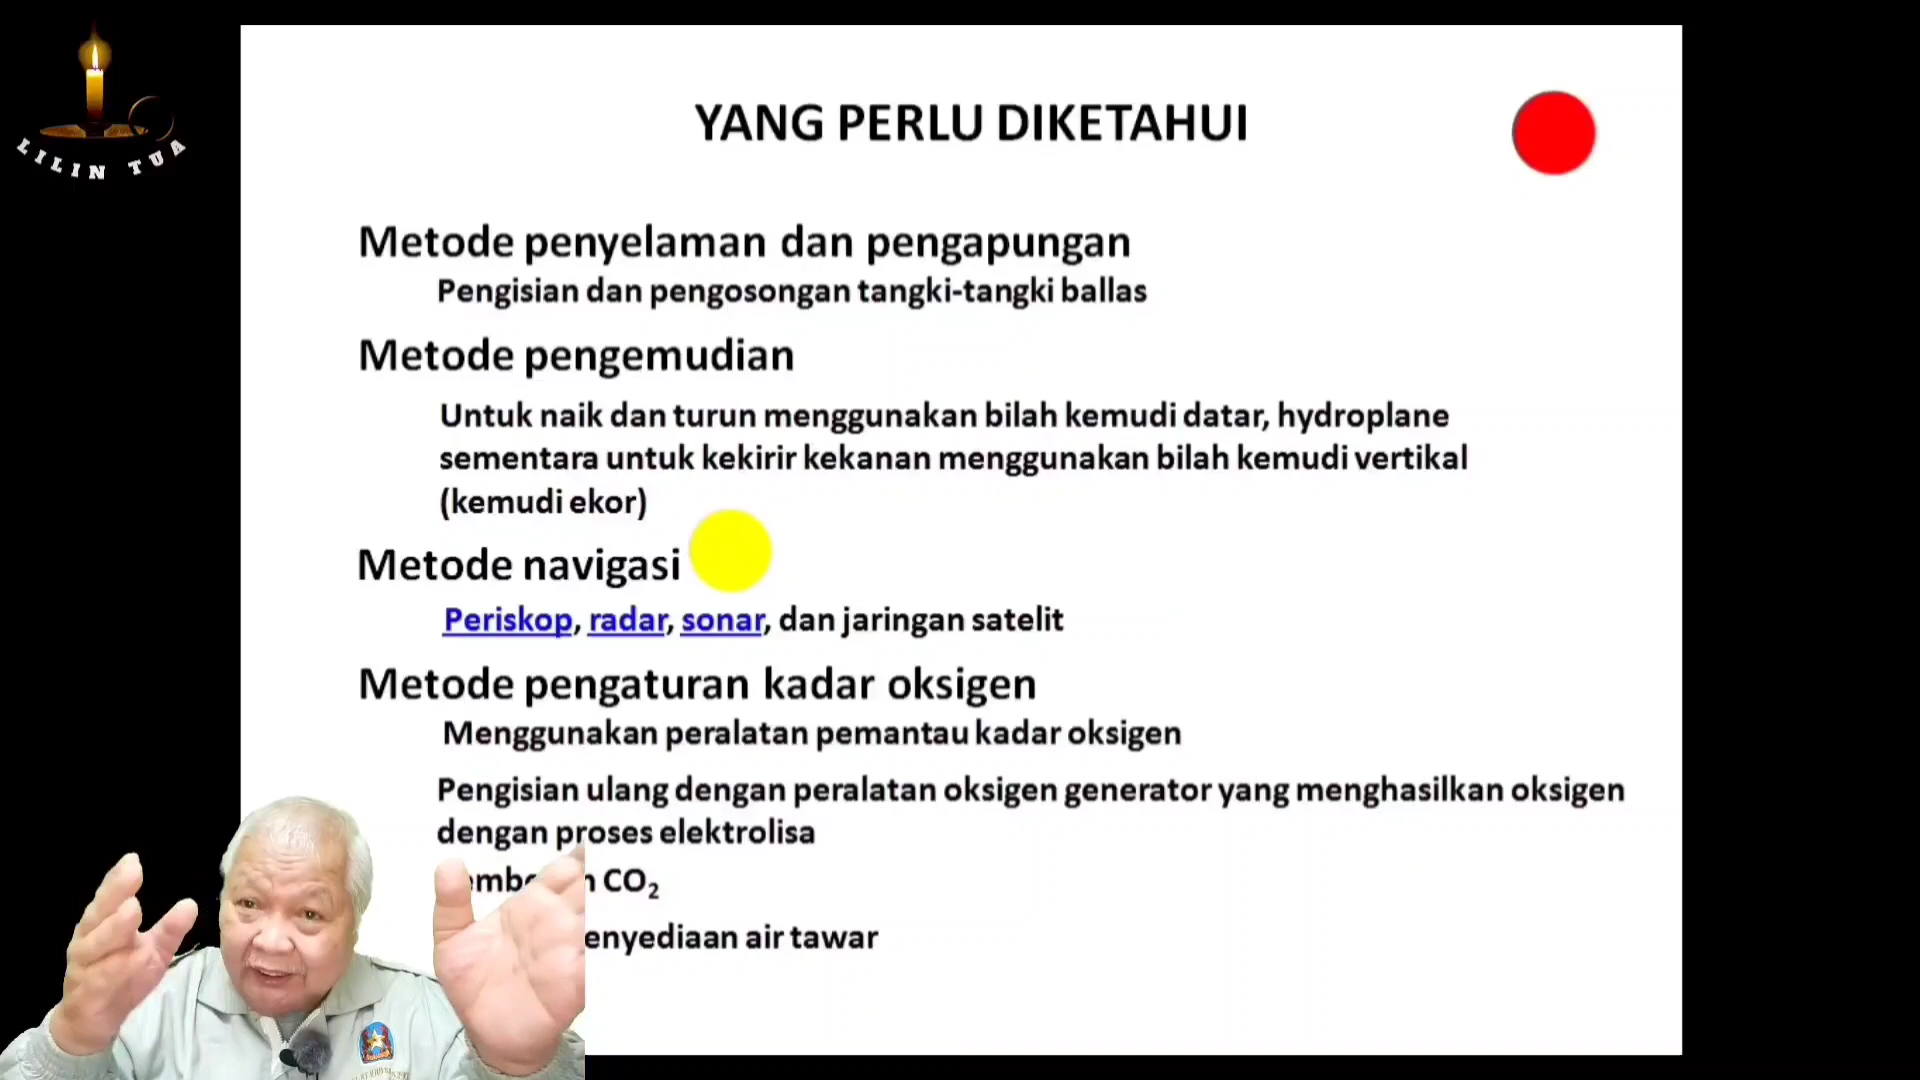 LILIN TUA
YANG PERLU DIKETAHUI
Metode penyelaman dan pengapungan
Pengisian dan pengosongan tangki-tangki ballas
Metode pengemudian
Untuk naik dan turun menggunakan bilah kemudi datar, hydroplane
sementara untuk kekirir kekanan menggunakan bilah kemudi vertikal
(kemudi ekor)
Metode navigasi
Periskop, radar, sonar, dan jaringan satelit
Metode pengaturan kadar oksigen
Menggunakan peralatan pemantau kadar oksigen
Pengisian ulang dengan peralatan oksigen generator yang menghasilkan oksigen
dengan proses elektrolisa
CO₂
enyediaan air tawar